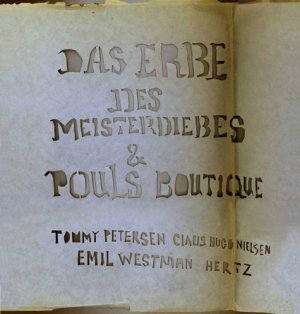 DAS ERBE
DES
MEISTERDIEBES
&
POULS BOUTIQUE
TOMMY PETERSEN CLAUS HUGO NIELSEN
EMIL WESTMAN HERTZ